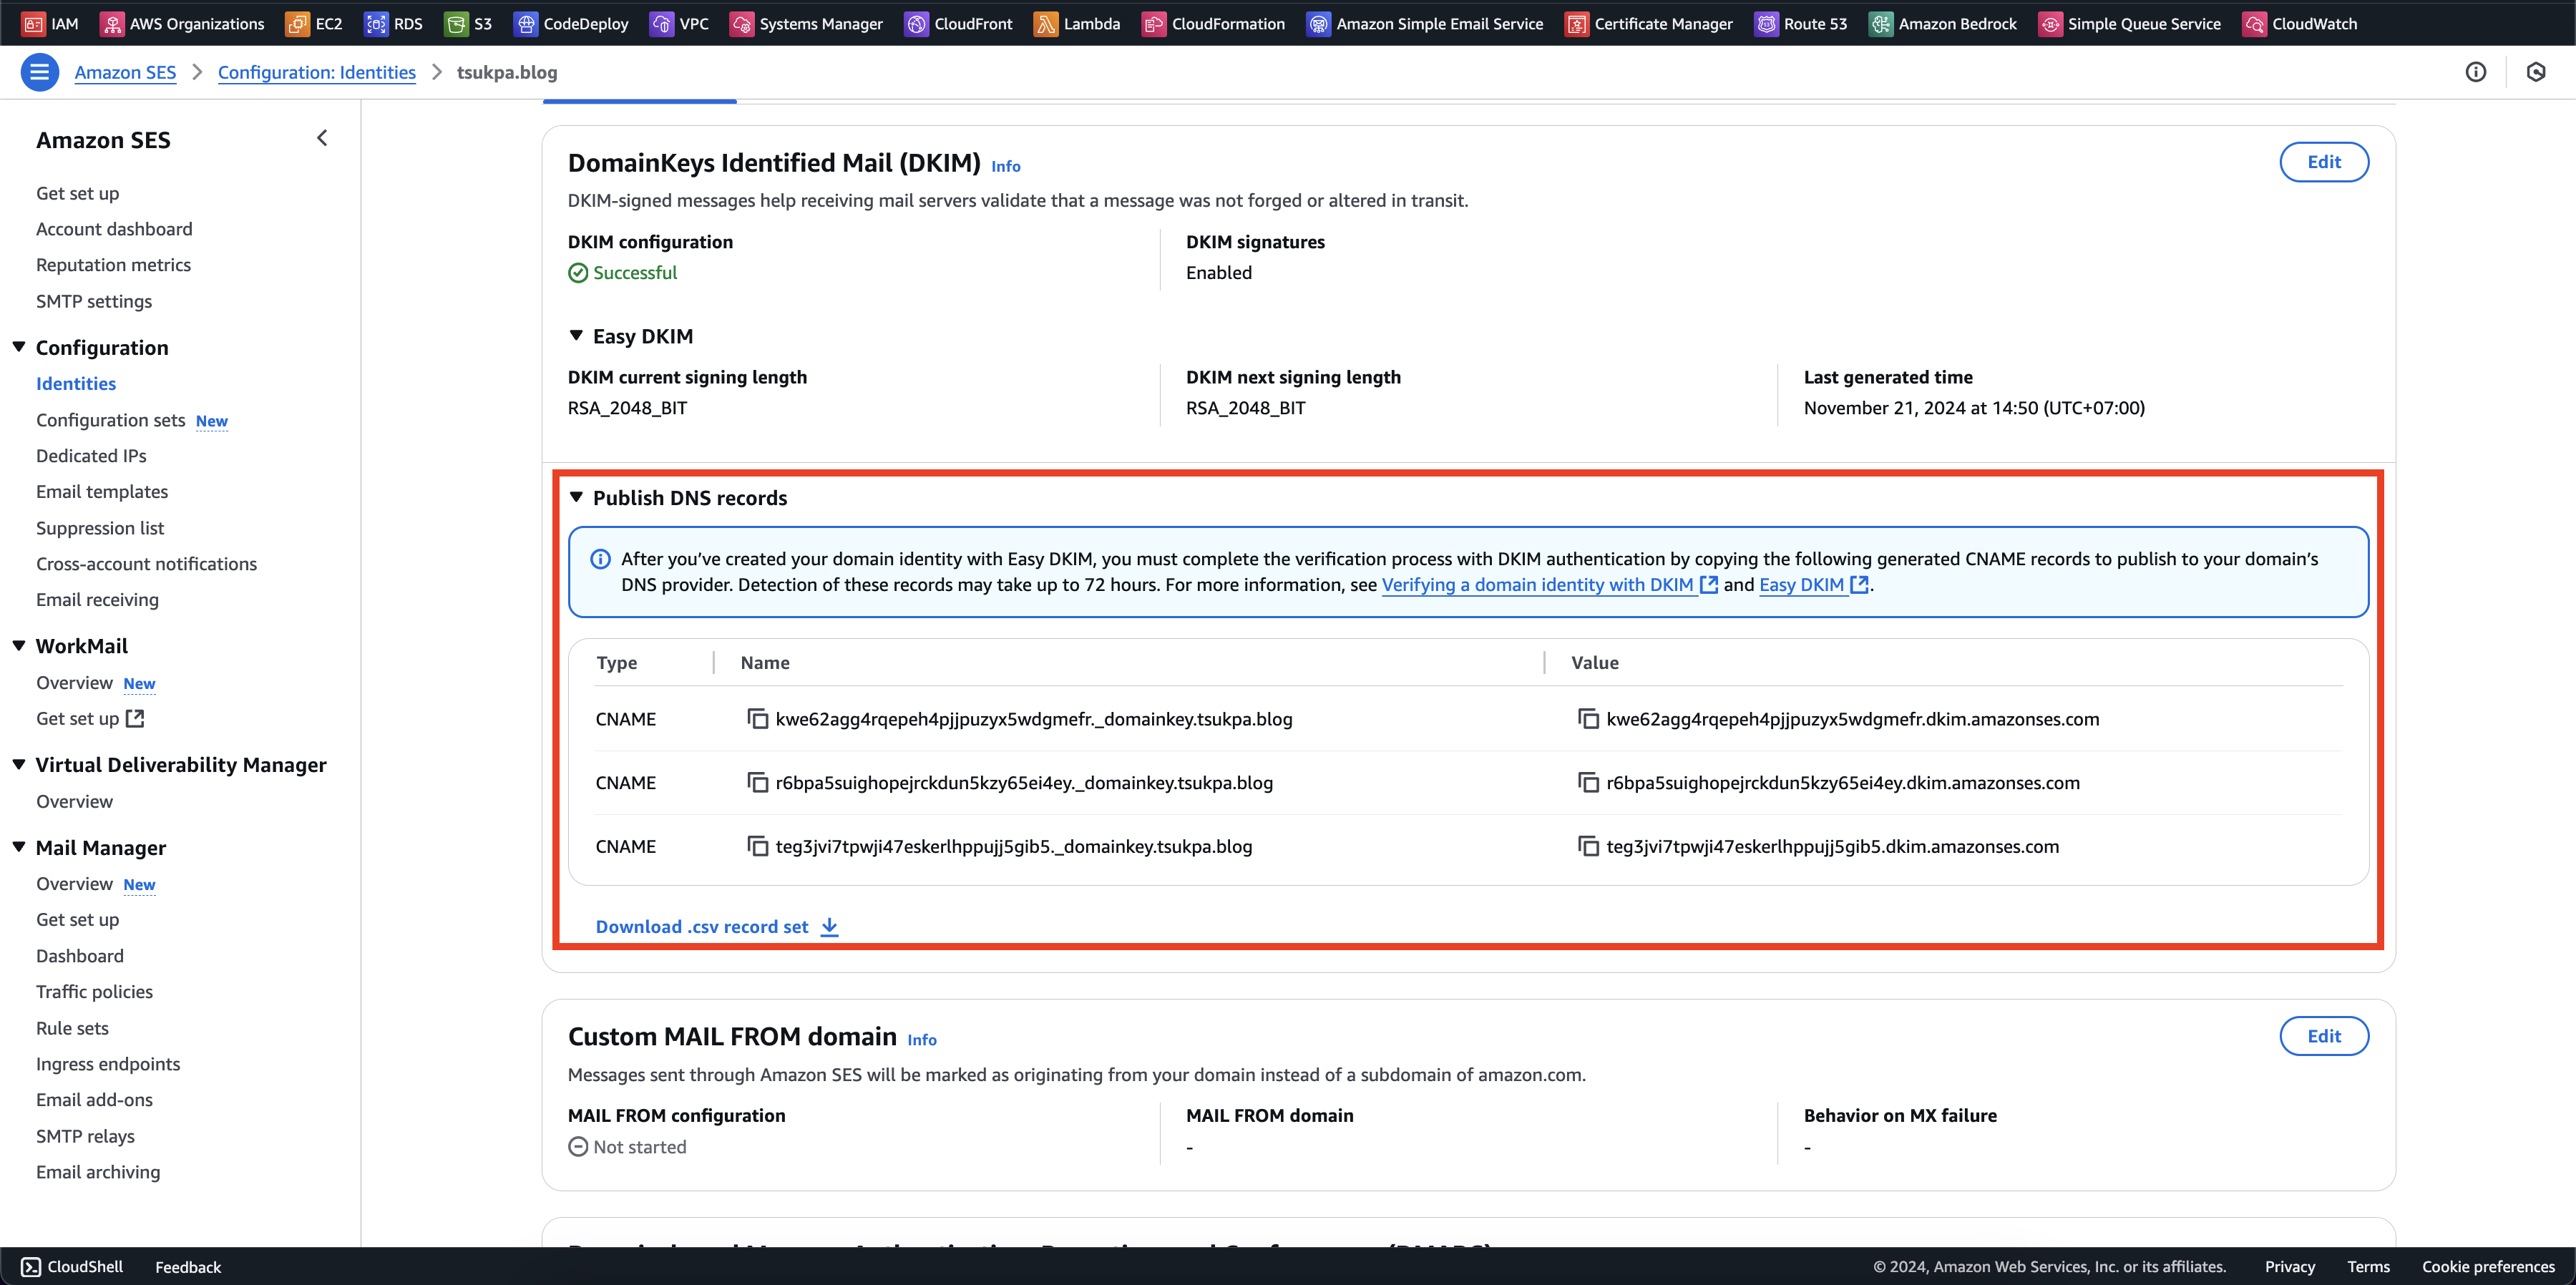 IAM AWS Organizations EC2 RDS S3 CodeDeploy VPC Systems Manager CloudFront Lambda CloudFormation Amazon Simple Email Service Certificate Manager Route 53 Amazon Bedrock Simple Queue Service CloudWatch
Amazon SES > Configuration: Identities > tsukpa.blog
Amazon SES
Get set up
Account dashboard
Reputation metrics
SMTP settings
Configuration
Identities
Configuration sets New
Dedicated IPs
Email templates
Suppression list
Cross-account notifications
Email receiving
WorkMail
Overview New
Get set up
Virtual Deliverability Manager
Overview
Mail Manager
Overview New
Get set up
Dashboard
Traffic policies
Rule sets
Ingress endpoints
Email add-ons
SMTP relays
Email archiving
DomainKeys Identified Mail (DKIM) Info
Edit
DKIM-signed messages help receiving mail servers validate that a message was not forged or altered in transit.
DKIM configuration
Successful
DKIM signatures
Enabled
Easy DKIM
DKIM current signing length
RSA_2048_BIT
DKIM next signing length
RSA_2048_BIT
Last generated time
November 21, 2024 at 14:50 (UTC+07:00)
Publish DNS records
After you’ve created your domain identity with Easy DKIM, you must complete the verification process with DKIM authentication by copying the following generated CNAME records to publish to your domain’s
DNS provider. Detection of these records may take up to 72 hours. For more information, see Verifying a domain identity with DKIM and Easy DKIM.
Type Name Value
CNAME kwe62agg4rqepeh4pjjpuzyx5wdgmefr._domainkey.tsukpa.blog kwe62agg4rqepeh4pjjpuzyx5wdgmefr.dkim.amazonses.com
CNAME r6bpa5suighopejrckdun5kzy65ei4ey._domainkey.tsukpa.blog r6bpa5suighopejrckdun5kzy65ei4ey.dkim.amazonses.com
CNAME teg3jvi7tpwji47eskerlhppujj5gib5._domainkey.tsukpa.blog teg3jvi7tpwji47eskerlhppujj5gib5.dkim.amazonses.com
Download .csv record set
Custom MAIL FROM domain Info
Edit
Messages sent through Amazon SES will be marked as originating from your domain instead of a subdomain of amazon.com.
MAIL FROM configuration
Not started
MAIL FROM domain
-
Behavior on MX failure
-
CloudShell Feedback © 2024, Amazon Web Services, Inc. or its affiliates. Privacy Terms Cookie preferences